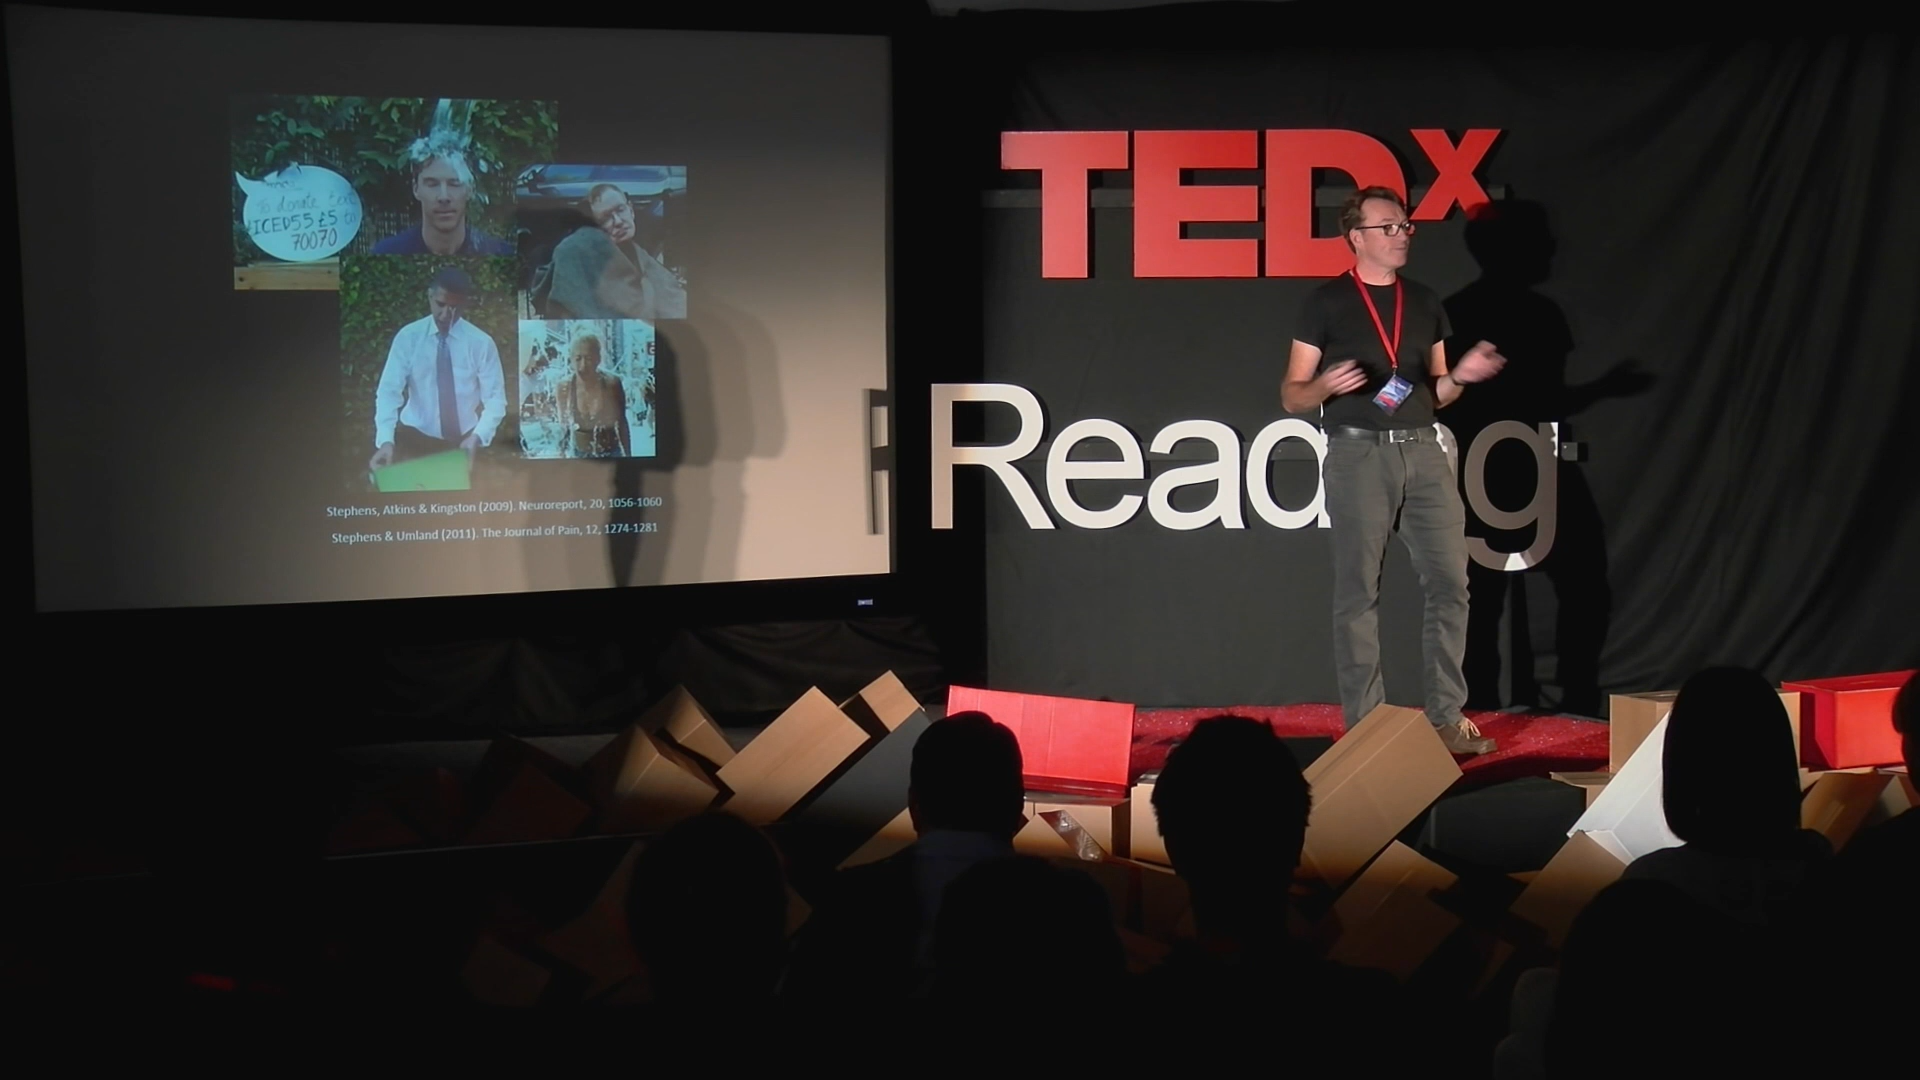 To donate text
ICED55 £5 to
70070
Stephens, Atkins & Kingston (2009). Neuroreport, 20, 1056-1060
Stephens & Umland (2011). The Journal of Pain, 12, 1274-1281
TEDx
Reading